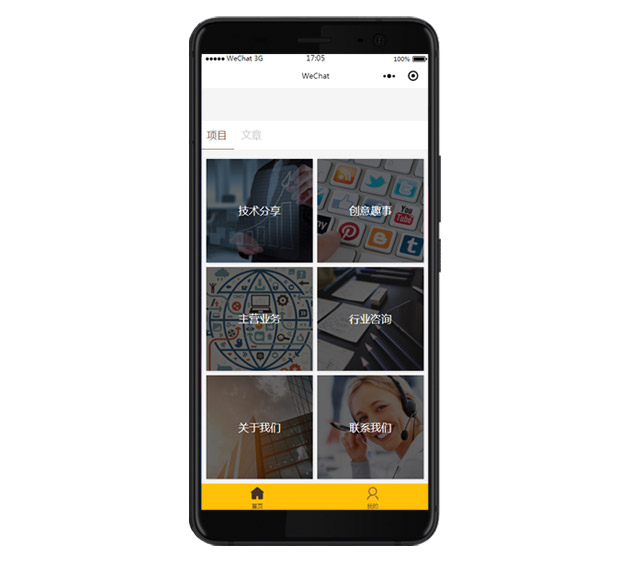 ●●●●● WeChat 3G 17:05 100%
WeChat
项目 文章
技术分享 创意趣事
You Tube
主营业务 行业咨询
关于我们 联系我们
首页 我的